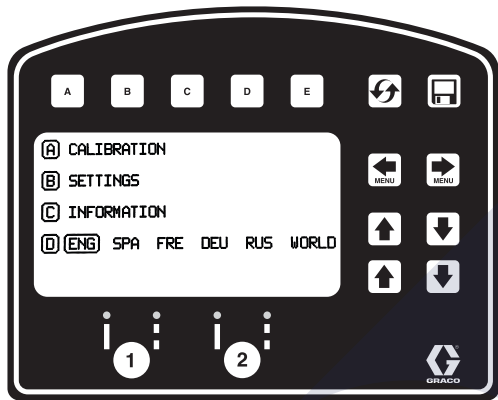 A B C D E
A CALIBRATION
B SETTINGS
C INFORMATION
D ENG SPA FRE DEU RUS WORLD
MENU MENU
1 2
G
GRACO